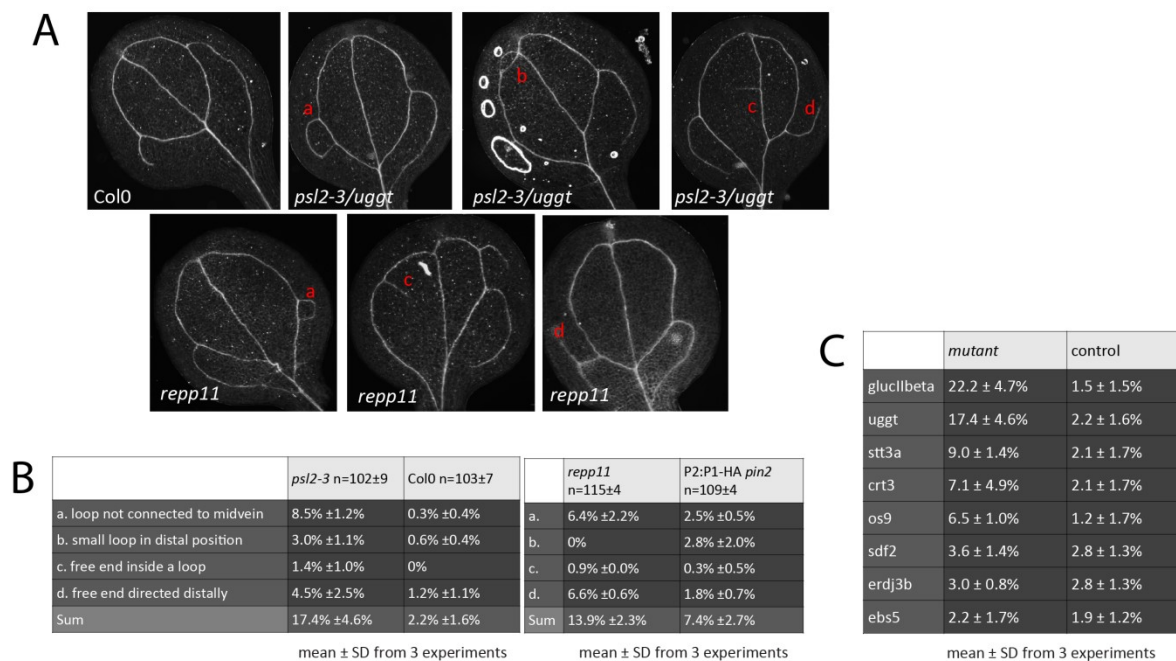 A
Col0
a
psl2-3/uggt
b
psl2-3/uggt
c
d
psl2-3/uggt
a
repp11
c
repp11
d
repp11
B
psl2-3 n=102±9 Col0 n=103±7
a. loop not connected to midvein 8.5% ±1.2% 0.3% ±0.4%
b. small loop in distal position 3.0% ±1.1% 0.6% ±0.4%
c. free end inside a loop 1.4% ±1.0% 0%
d. free end directed distally 4.5% ±2.5% 1.2% ±1.1%
Sum 17.4% ±4.6% 2.2% ±1.6%
mean ± SD from 3 experiments
repp11 P2:P1-HA pin2
n=115±4 n=109±4
a. 6.4% ±2.2% 2.5% ±0.5%
b. 0% 2.8% ±2.0%
c. 0.9% ±0.0% 0.3% ±0.5%
d. 6.6% ±0.6% 1.8% ±0.7%
Sum 13.9% ±2.3% 7.4% ±2.7%
mean ± SD from 3 experiments
C
mutant control
glucIIbeta 22.2 ± 4.7% 1.5 ± 1.5%
uggt 17.4 ± 4.6% 2.2 ± 1.6%
stt3a 9.0 ± 1.4% 2.1 ± 1.7%
crt3 7.1 ± 4.9% 2.1 ± 1.7%
os9 6.5 ± 1.0% 1.2 ± 1.7%
sdf2 3.6 ± 1.4% 2.8 ± 1.3%
erdj3b 3.0 ± 0.8% 2.8 ± 1.3%
ebs5 2.2 ± 1.7% 1.9 ± 1.2%
mean ± SD from 3 experiments